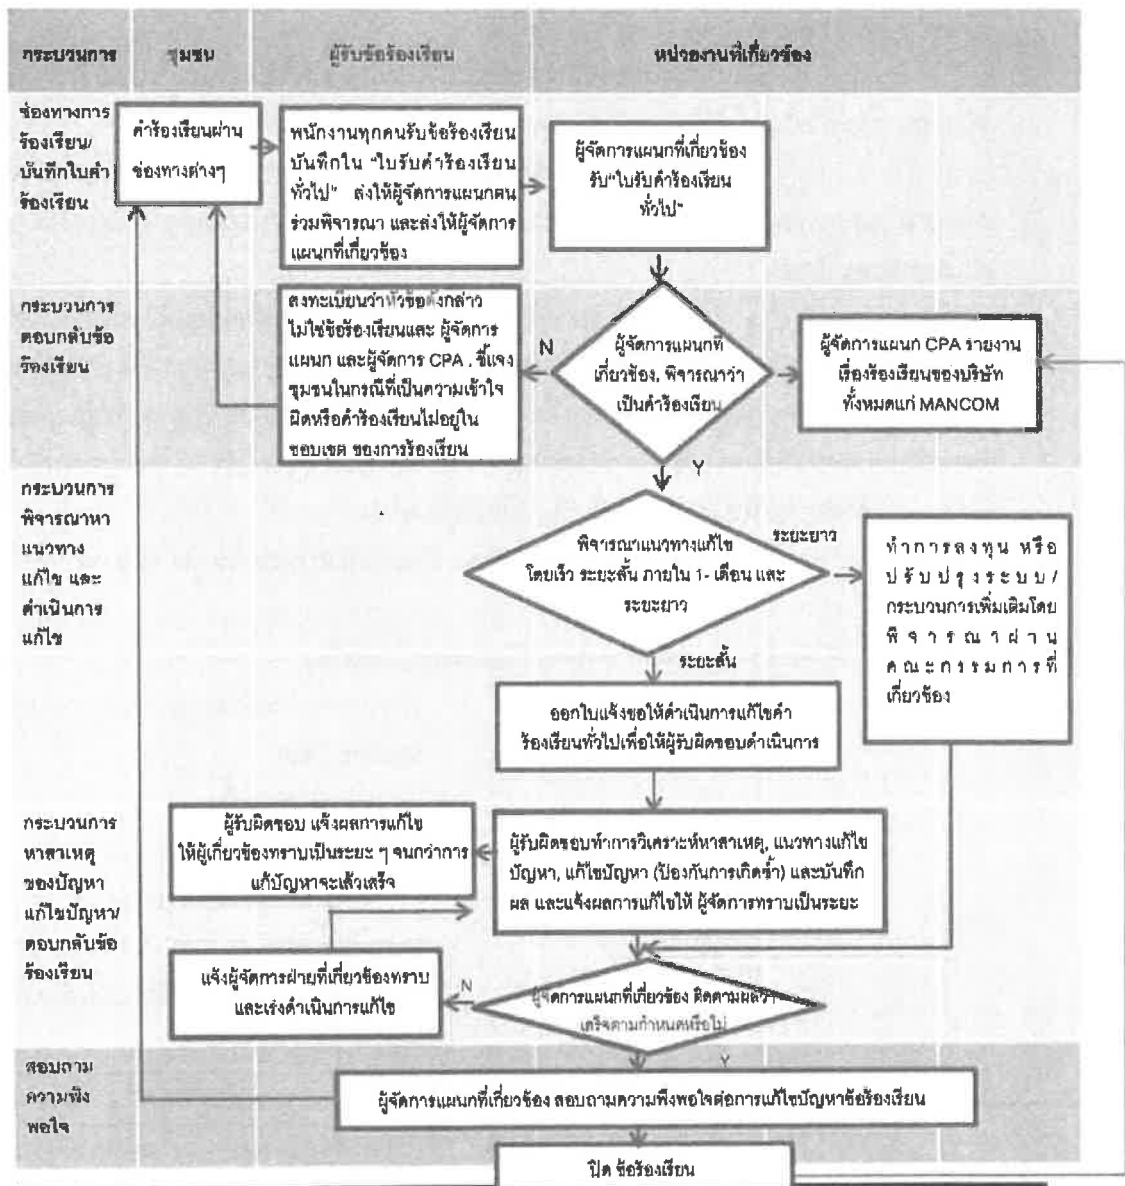 กระบวนการ
ชุมชน
ผู้รับข้อร้องเรียน
หน่วยงานที่เกี่ยวข้อง
ช่องทางการ
ร้องเรียน/
บันทึกใบคำ
ร้องเรียน
คำร้องเรียนผ่าน
ช่องทางต่างๆ
พนักงานทุกคนรับข้อร้องเรียน
บันทึกใน "ใบรับคำร้องเรียน
ทั่วไป" ส่งให้ผู้จัดการแผนกตน
ร่วมพิจารณา และส่งให้ผู้จัดการ
แผนกที่เกี่ยวข้อง
ผู้จัดการแผนกที่เกี่ยวข้อง
รับ"ใบรับคำร้องเรียน
ทั่วไป"
กระบวนการ
ตอบกลับข้อ
ร้องเรียน
ลงทะเบียนว่าหัวข้อดังกล่าว
ไม่ใช่ข้อร้องเรียนและ ผู้จัดการ
แผนก และผู้จัดการ CPA . ชี้แจง
ชุมชนในกรณีที่เป็นความเข้าใจ
ผิดหรือคำร้องเรียนไม่อยู่ใน
ขอบเขต ของการร้องเรียน
N
ผู้จัดการแผนกที่
เกี่ยวข้อง, พิจารณาว่า
เป็นคำร้องเรียน
ผู้จัดการแผนก CPA รายงาน
เรื่องร้องเรียนของบริษัท
ทั้งหมดแก่ MANCOM
Y
กระบวนการ
พิจารณาหา
แนวทาง
แก้ไข และ
ดำเนินการ
แก้ไข
พิจารณาแนวทางแก้ไข
โดยเร็ว ระยะสั้น ภายใน 1- เดือน และ
ระยะยาว
ระยะยาว
ทำการลงทุน หรือ
ปรับปรุงระบบ/
กระบวนการเพิ่มเติมโดย
พิจารณาผ่าน
คณะกรรมการที่
เกี่ยวข้อง
ระยะสั้น
ออกใบแจ้งขอให้ดำเนินการแก้ไขคำ
ร้องเรียนทั่วไปเพื่อให้ผู้รับผิดชอบดำเนินการ
กระบวนการ
หาสาเหตุ
ของปัญหา
แก้ไขปัญหา/
ตอบกลับข้อ
ร้องเรียน
ผู้รับผิดชอบ แจ้งผลการแก้ไข
ให้ผู้เกี่ยวข้องทราบเป็นระยะ ๆ จนกว่าการ
แก้ปัญหาจะแล้วเสร็จ
ผู้รับผิดชอบทำการวิเคราะห์หาสาเหตุ, แนวทางแก้ไข
ปัญหา, แก้ไขปัญหา (ป้องกันการเกิดซ้ำ) และบันทึก
ผล และแจ้งผลการแก้ไขให้ ผู้จัดการทราบเป็นระยะ
แจ้งผู้จัดการฝ่ายที่เกี่ยวข้องทราบ
และเร่งดำเนินการแก้ไข
N
ผู้จัดการแผนกที่เกี่ยวข้อง ติดตามผลว่า
เสร็จตามกำหนดหรือไม่
Y
สอบถาม
ความพึง
พอใจ
ผู้จัดการแผนกที่เกี่ยวข้อง สอบถามความพึงพอใจต่อการแก้ไขปัญหาข้อร้องเรียน
ปิด ข้อร้องเรียน